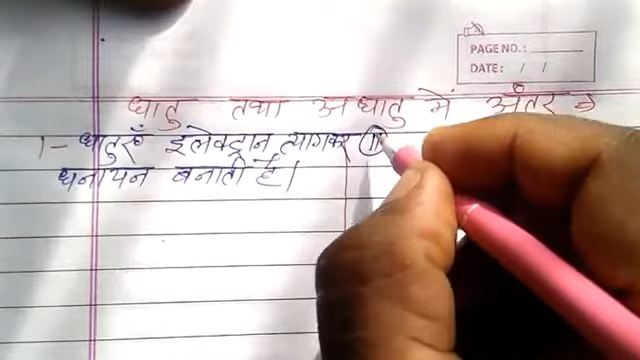 PAGE NO.:
DATE: / /
धातु तथा अधातु में अंतर
1- धातुएँ इलेक्ट्रान त्यागकर
धनायन बनाती है।